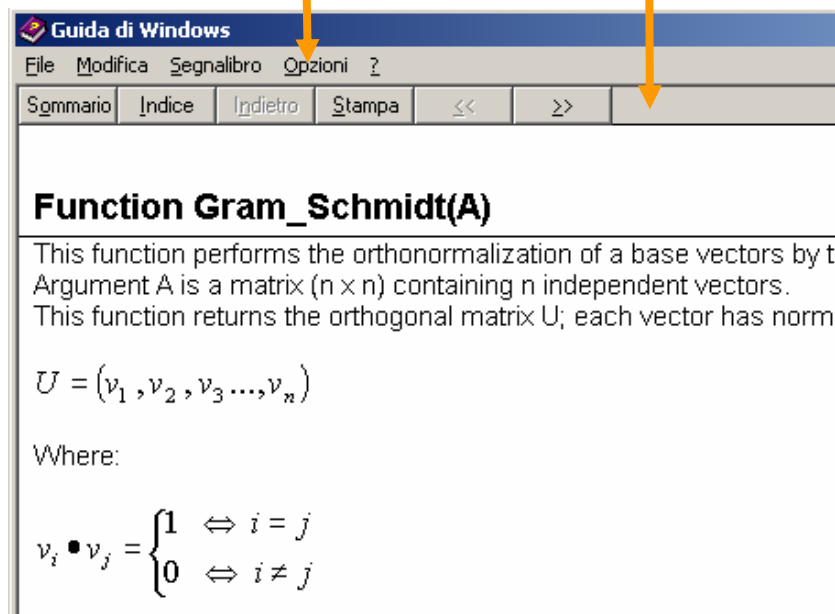 Guida di Windows
File Modifica Segnalibro Opzioni ?
Sommario Indice Indietro Stampa << >>
Function Gram_Schmidt(A)
This function performs the orthonormalization of a base vectors by t
Argument A is a matrix (n x n) containing n independent vectors.
This function returns the orthogonal matrix U; each vector has norm
U = (v₁ , v₂ , v₃ ..., vₙ)
Where:
vᵢ • vⱼ = {1 ⇔ i = j
0 ⇔ i ≠ j